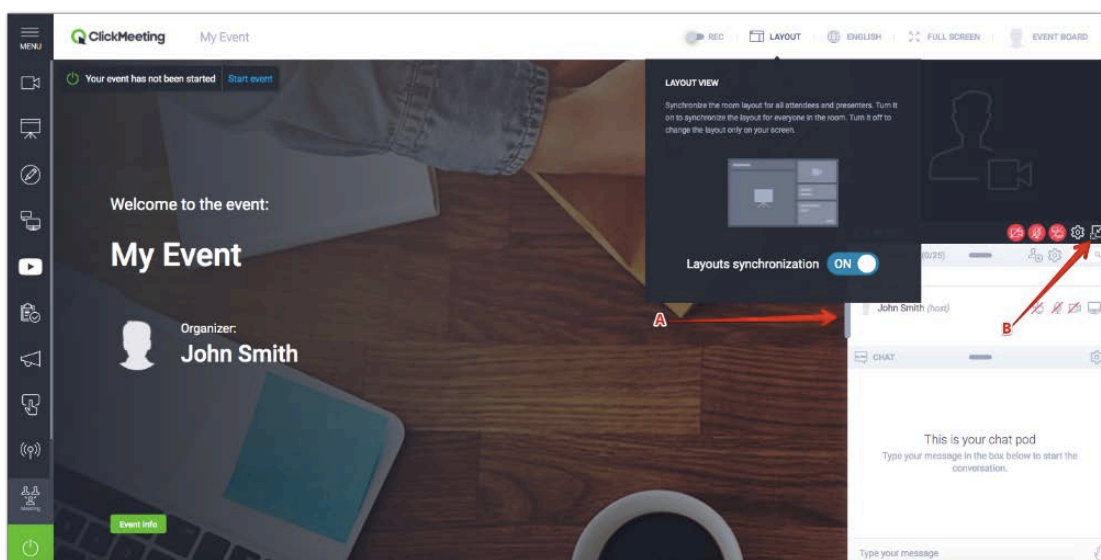 MENU
ClickMeeting
My Event
REC
LAYOUT
ENGLISH
FULL SCREEN
EVENT BOARD
Your event has not been started
Start event
LAYOUT VIEW
Synchronize the room layout for all attendees and presenters. Turn it
on to synchronize the layout for everyone in the room. Turn it off to
change the layout only on your screen.
Layouts synchronization
ON
Welcome to the event:
My Event
Organizer:
John Smith
Event info
(0/25)
A
B
John Smith (host)
CHAT
This is your chat pod
Type your message in the box below to start the
conversation.
Type your message
Meeting